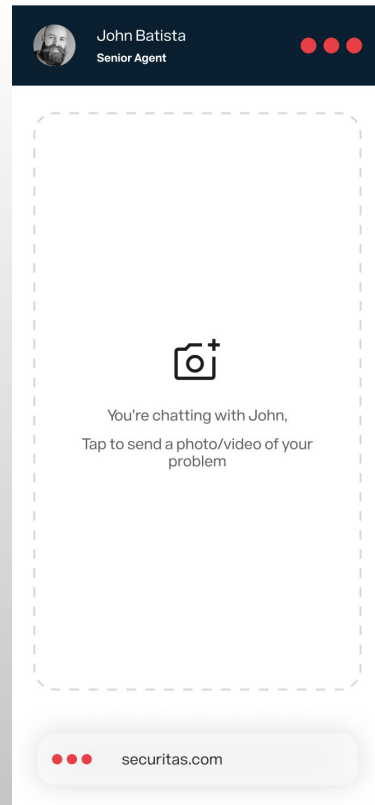 John Batista
Senior Agent
You're chatting with John,
Tap to send a photo/video of your
problem
securitas.com